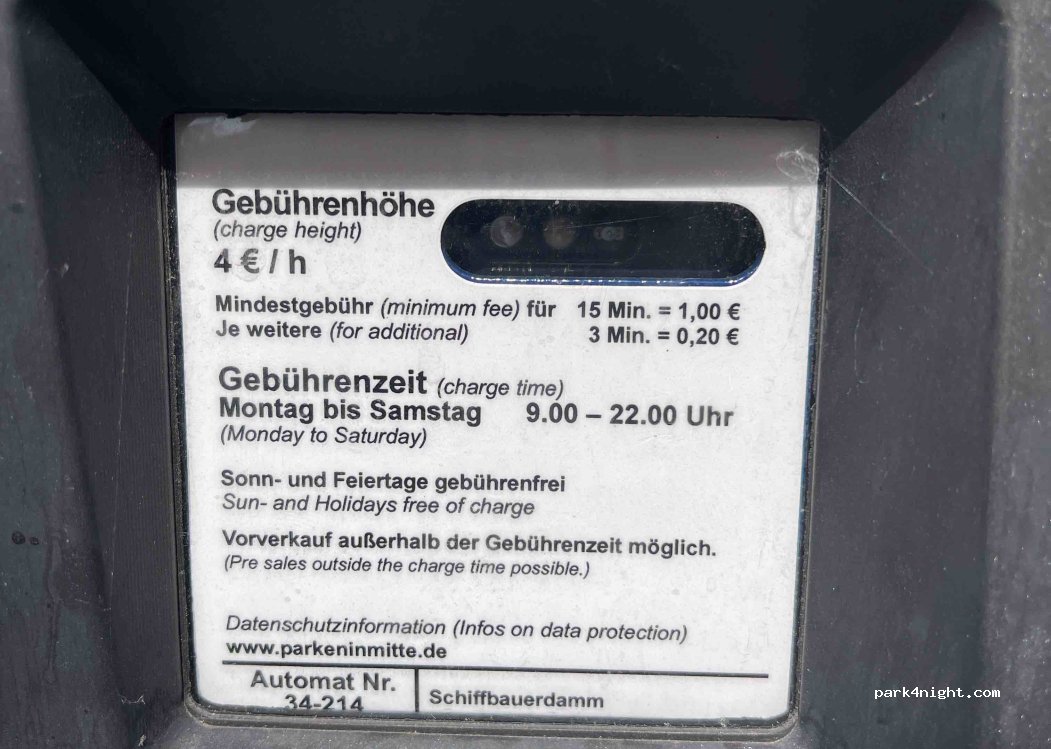 Gebührenhöhe
(charge height)
4 € / h
Mindestgebühr (minimum fee) für 15 Min. = 1,00 €
Je weitere (for additional) 3 Min. = 0,20 €
Gebührenzeit (charge time)
Montag bis Samstag 9.00 – 22.00 Uhr
(Monday to Saturday)
Sonn- und Feiertage gebührenfrei
Sun- and Holidays free of charge
Vorverkauf außerhalb der Gebührenzeit möglich.
(Pre sales outside the charge time possible.)
Datenschutzinformation (Infos on data protection)
www.parkeninmitte.de
Automat Nr.
34-214
Schiffbauerdamm
park4night.com